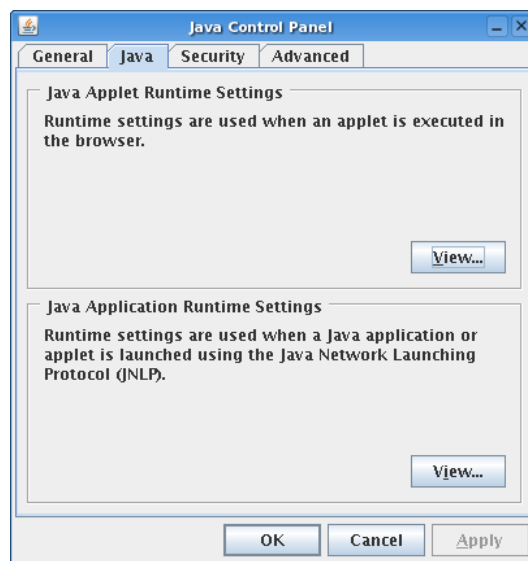 Java Control Panel
General Java Security Advanced
Java Applet Runtime Settings
Runtime settings are used when an applet is executed in
the browser.
View...
Java Application Runtime Settings
Runtime settings are used when a Java application or
applet is launched using the Java Network Launching
Protocol (JNLP).
View...
OK Cancel Apply